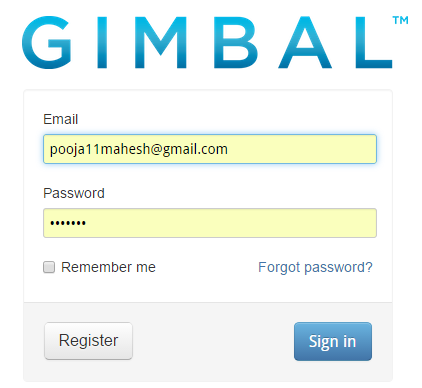 GIMBAL™
Email
pooja11mahesh@gmail.com
Password
•••••••
Remember me Forgot password?
Register Sign in